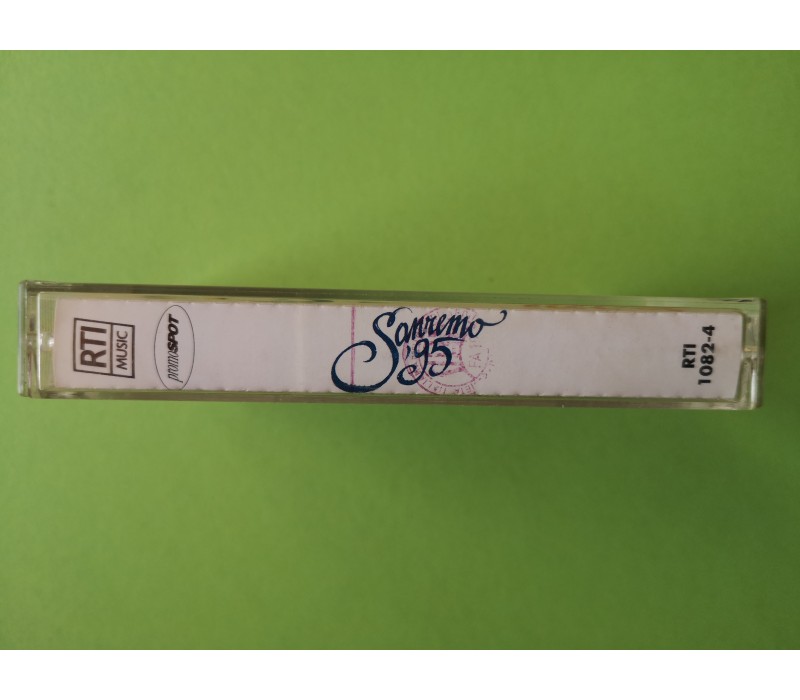 RTI
MUSIC
promoSPOT
Sanremo
'95
RTI
1082-4